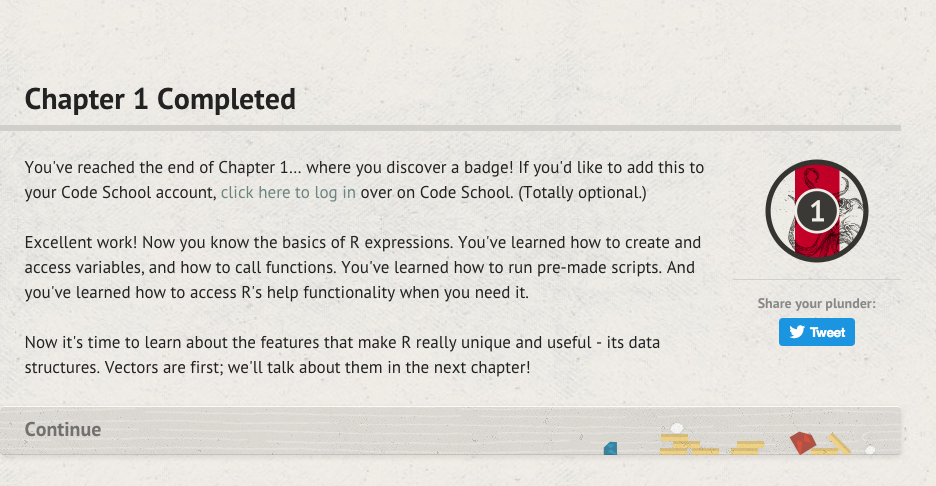 Chapter 1 Completed
You've reached the end of Chapter 1... where you discover a badge! If you'd like to add this to
your Code School account, click here to log in over on Code School. (Totally optional.)
1
Excellent work! Now you know the basics of R expressions. You've learned how to create and
access variables, and how to call functions. You've learned how to run pre-made scripts. And
you've learned how to access R's help functionality when you need it.
Share your plunder:
Tweet
Now it's time to learn about the features that make R really unique and useful - its data
structures. Vectors are first; we'll talk about them in the next chapter!
Continue